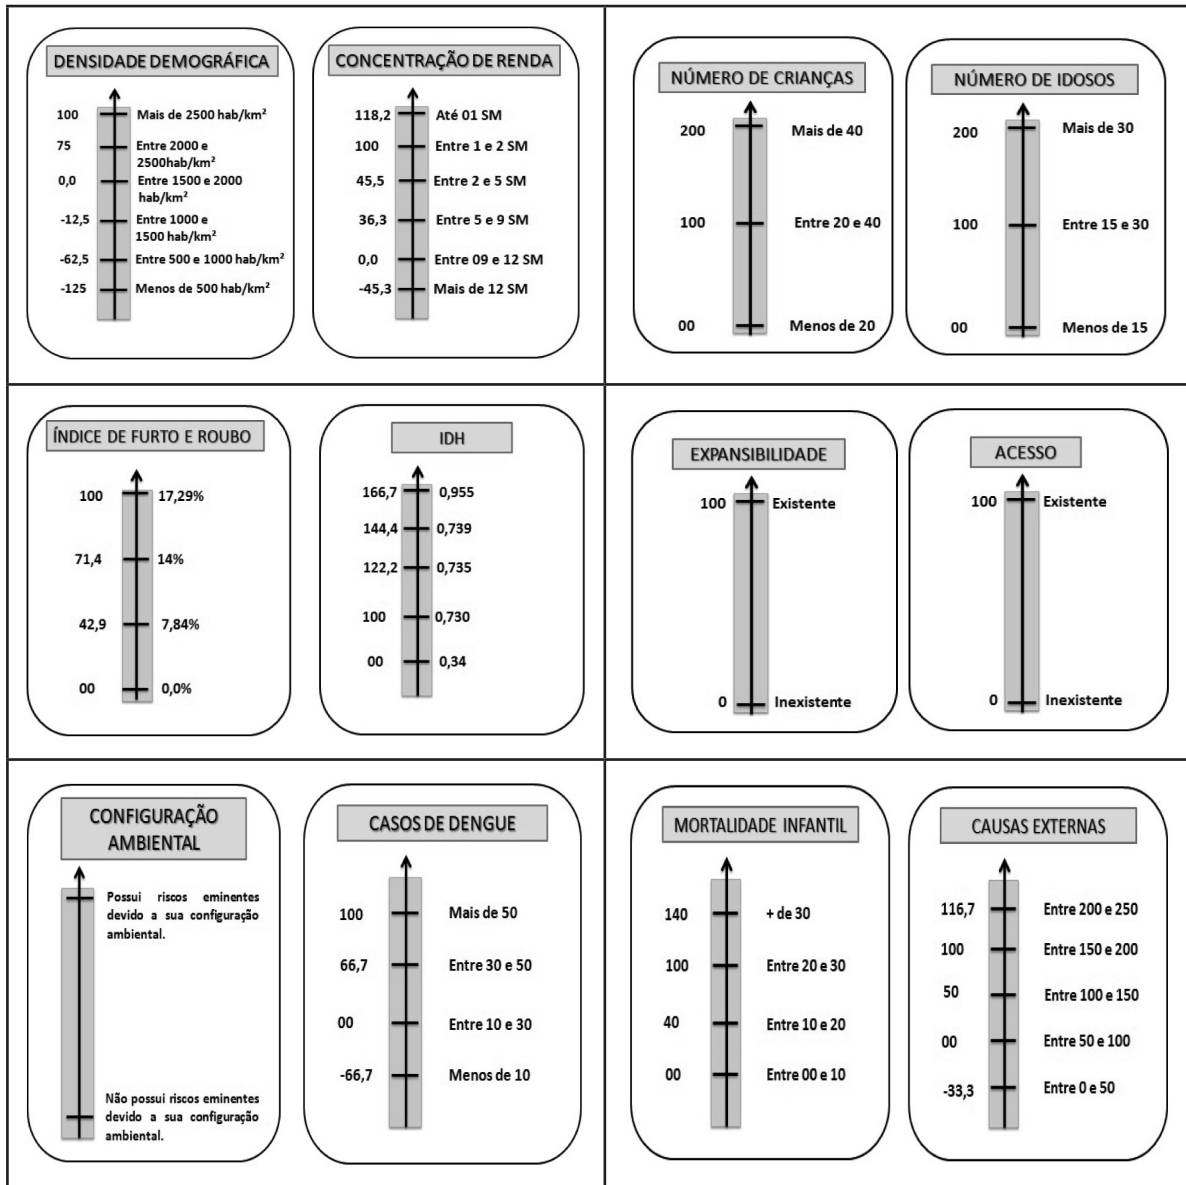 DENSIDADE DEMOGRÁFICA
100 Mais de 2500 hab/km²
75 Entre 2000 e
2500hab/km²
0,0 Entre 1500 e 2000
hab/km²
-12,5 Entre 1000 e
1500 hab/km²
-62,5 Entre 500 e 1000 hab/km²
-125 Menos de 500 hab/km²
CONCENTRAÇÃO DE RENDA
118,2 Até 01 SM
100 Entre 1 e 2 SM
45,5 Entre 2 e 5 SM
36,3 Entre 5 e 9 SM
0,0 Entre 09 e 12 SM
-45,3 Mais de 12 SM
NÚMERO DE CRIANÇAS
200 Mais de 40
100 Entre 20 e 40
00 Menos de 20
NÚMERO DE IDOSOS
200 Mais de 30
100 Entre 15 e 30
00 Menos de 15
ÍNDICE DE FURTO E ROUBO
100 17,29%
71,4 14%
42,9 7,84%
00 0,0%
IDH
166,7 0,955
144,4 0,739
122,2 0,735
100 0,730
00 0,34
EXPANSIBILIDADE
100 Existente
0 Inexistente
ACESSO
100 Existente
0 Inexistente
CONFIGURAÇÃO
AMBIENTAL
Possui riscos eminentes
devido a sua configuração
ambiental.
Não possui riscos eminentes
devido a sua configuração
ambiental.
CASOS DE DENGUE
100 Mais de 50
66,7 Entre 30 e 50
00 Entre 10 e 30
-66,7 Menos de 10
MORTALIDADE INFANTIL
140 + de 30
100 Entre 20 e 30
40 Entre 10 e 20
00 Entre 00 e 10
CAUSAS EXTERNAS
116,7 Entre 200 e 250
100 Entre 150 e 200
50 Entre 100 e 150
00 Entre 50 e 100
-33,3 Entre 0 e 50